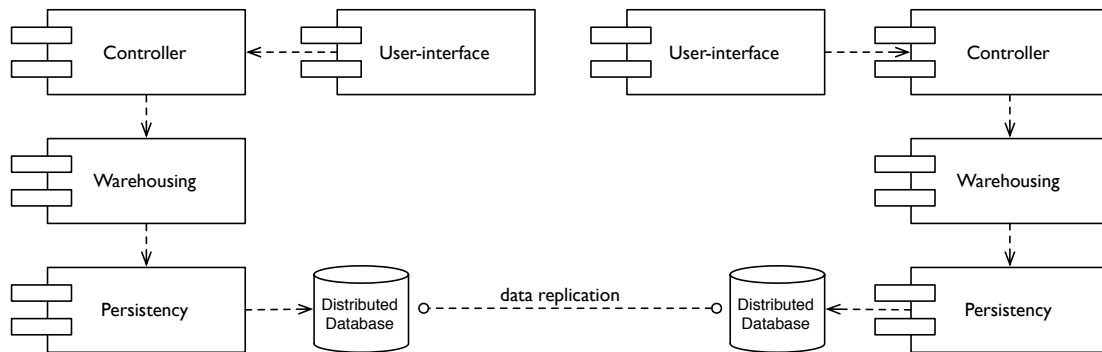 Controller
User-interface
User-interface
Controller
Warehousing
Warehousing
Persistency
Distributed
Database
data replication
Distributed
Database
Persistency